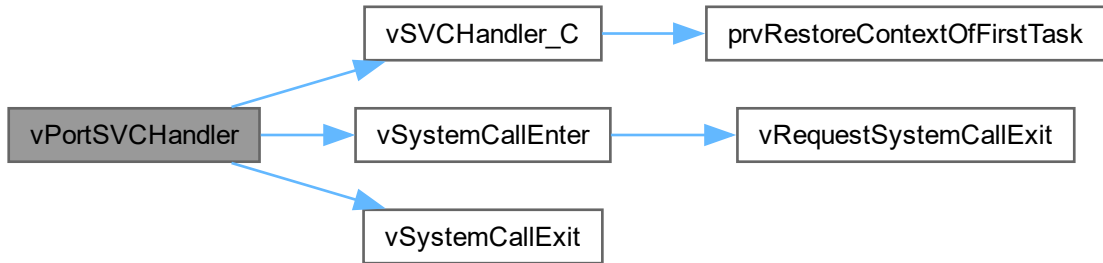 vSVCHandler_C
prvRestoreContextOfFirstTask
vPortSVCHandler
vSystemCallEnter
vRequestSystemCallExit
vSystemCallExit